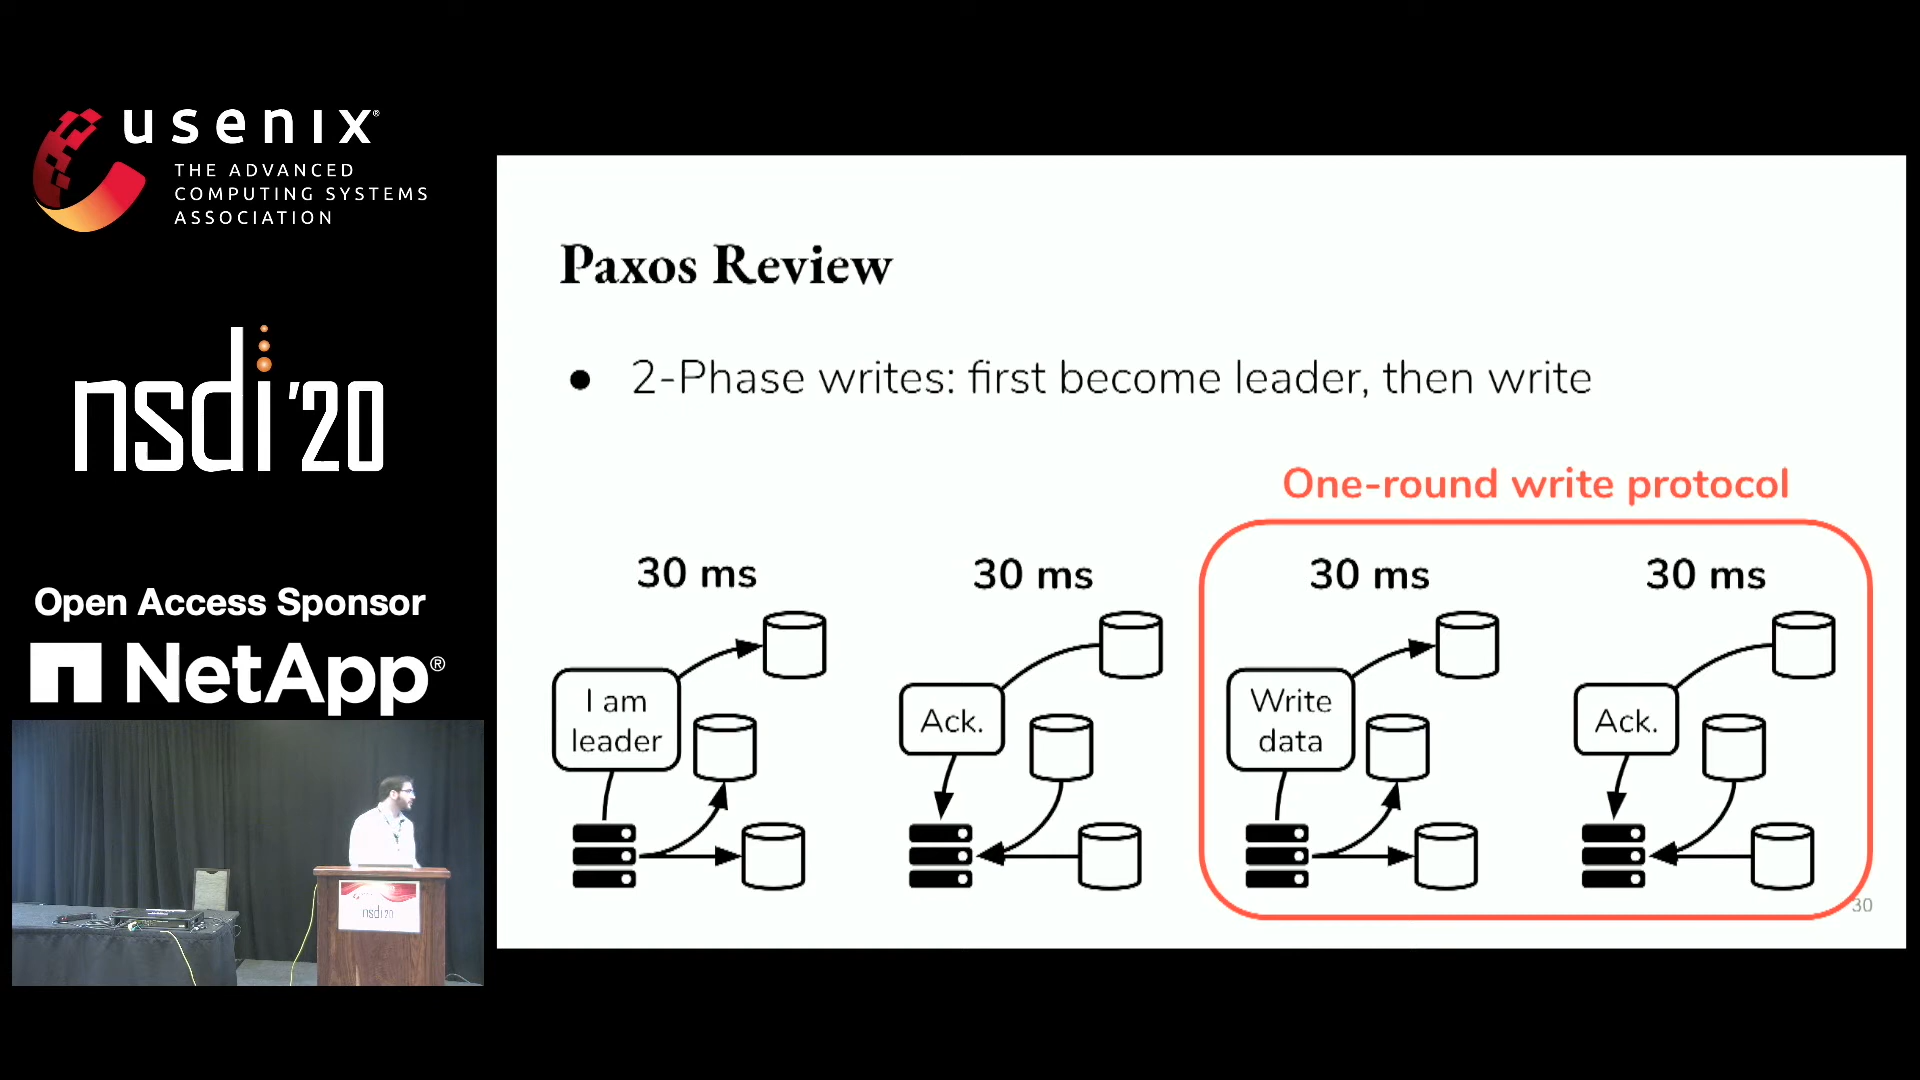 usenix®
THE ADVANCED
COMPUTING SYSTEMS
ASSOCIATION
nsdi '20
Open Access Sponsor
NetApp®
nsdi 20
Paxos Review
● 2-Phase writes: first become leader, then write
One-round write protocol
30 ms
30 ms
30 ms
30 ms
I am
leader
Ack.
Write
data
Ack.
30